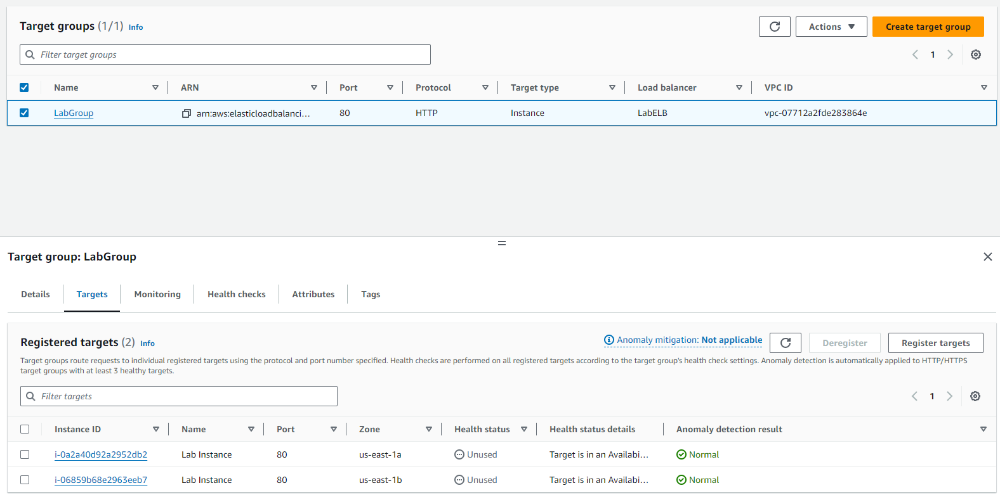 Target groups (1/1) Info
Actions
Create target group
Filter target groups
1
Name ARN Port Protocol Target type Load balancer VPC ID
LabGroup arn:aws:elasticloadbalanci... 80 HTTP Instance LabELB vpc-07712a2fde283864e
Target group: LabGroup
Details Targets Monitoring Health checks Attributes Tags
Registered targets (2) Info
Anomaly mitigation: Not applicable
Deregister
Register targets
Target groups route requests to individual registered targets using the protocol and port number specified. Health checks are performed on all registered targets according to the target group's health check settings. Anomaly detection is automatically applied to HTTP/HTTPS
target groups with at least 3 healthy targets.
Filter targets
1
Instance ID Name Port Zone Health status Health status details Anomaly detection result
i-0a2a40d92a2952db2 Lab Instance 80 us-east-1a Unused Target is in an Availabi... Normal
i-06859b68e2963eeb7 Lab Instance 80 us-east-1b Unused Target is in an Availabi... Normal